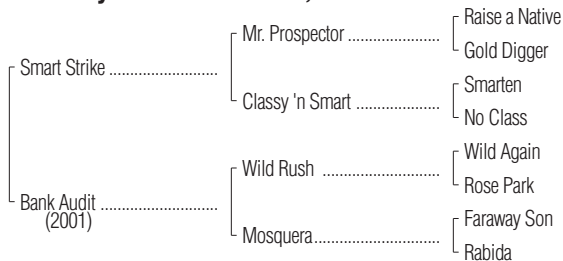 Raise a Native
Mr. Prospector ........................
Gold Digger
Smart Strike ............................
Smarten
Classy 'n Smart ......................
No Class
Wild Again
Wild Rush ..............................
Rose Park
Bank Audit ..............................
(2001)
Faraway Son
Mosquera................................
Rabida